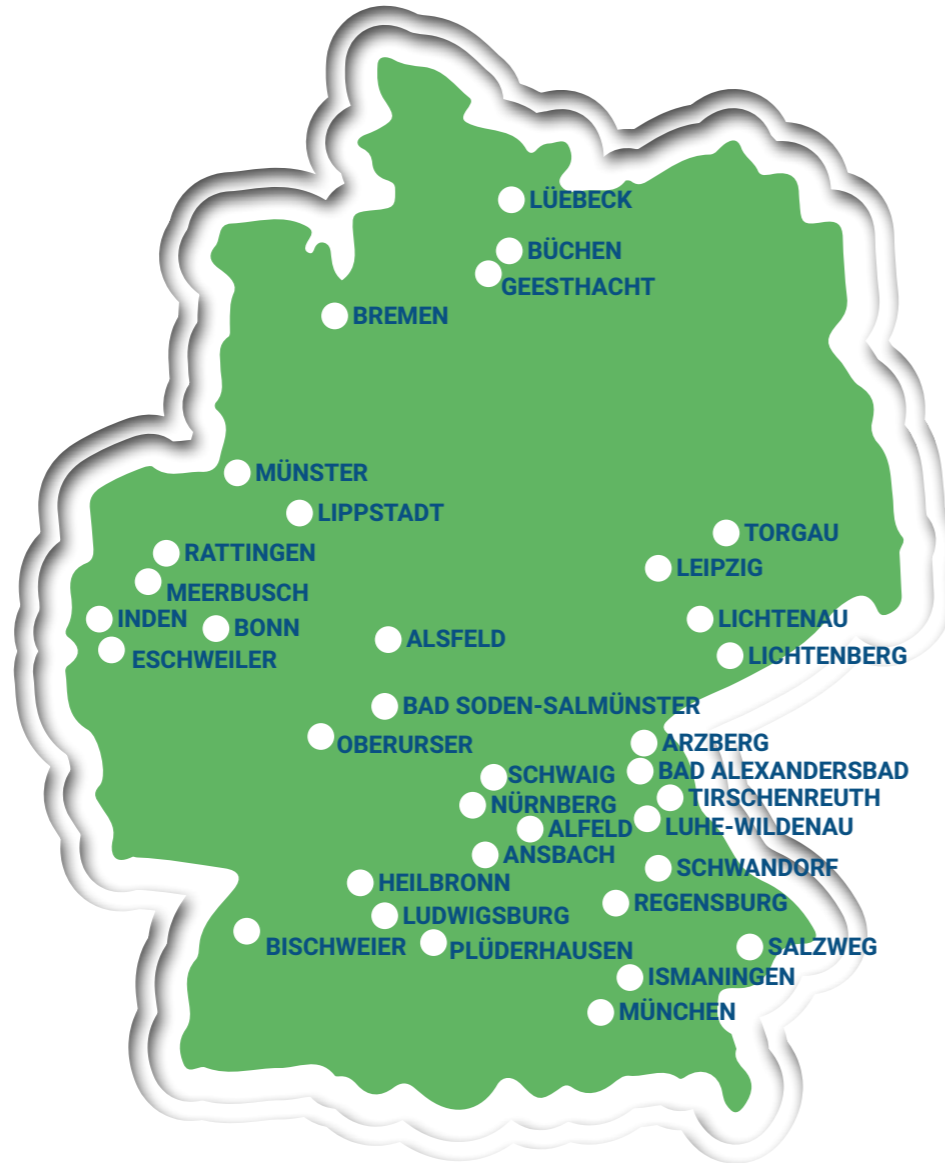 LÜEBECK
BÜCHEN
GEESTHACHT
BREMEN
MÜNSTER
LIPPSTADT
TORGAU
RATTINGEN
LEIPZIG
MEERBUSCH
INDEN
LICHTENAU
BONN
ALSFELD
ESCHWEILER
LICHTENBERG
BAD SODEN-SALMÜNSTER
OBERURSER
ARZBERG
BAD ALEXANDERSBAD
SCHWAIG
TIRSCHENREUTH
NÜRNBERG
LUHE-WILDENAU
ALFELD
ANSBACH
SCHWANDORF
HEILBRONN
REGENSBURG
LUDWIGSBURG
BISCHWEIER
SALZWEG
PLÜDERHAUSEN
ISMANINGEN
MÜNCHEN